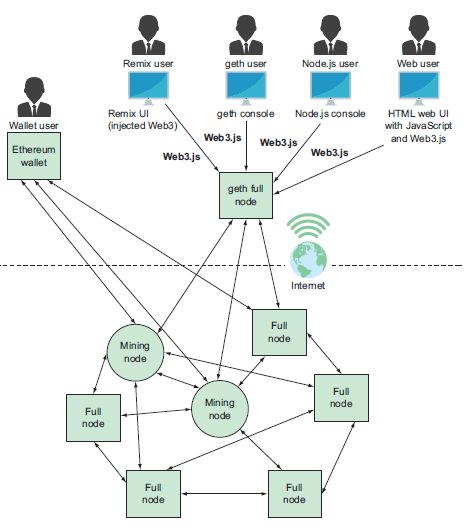 Remix user
geth user
Node.js user
Web user
Wallet user
Remix UI
(injected Web3)
geth console
Node.js console
HTML web UI
with JavaScript
and Web3.js
Web3.js
Web3.js
Web3.js
Web3.js
Ethereum
wallet
geth full
node
Internet
Full
node
Mining
node
Full
node
Mining
node
Full
node
Full
node
Full
node